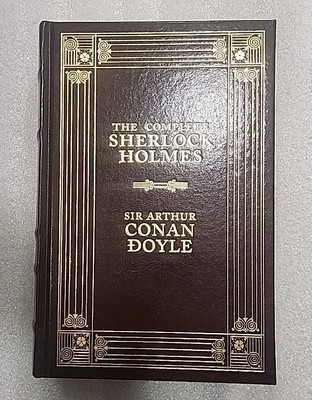 THE COMPLETE
SHERLOCK
HOLMES
SIR ARTHUR
CONAN
DOYLE